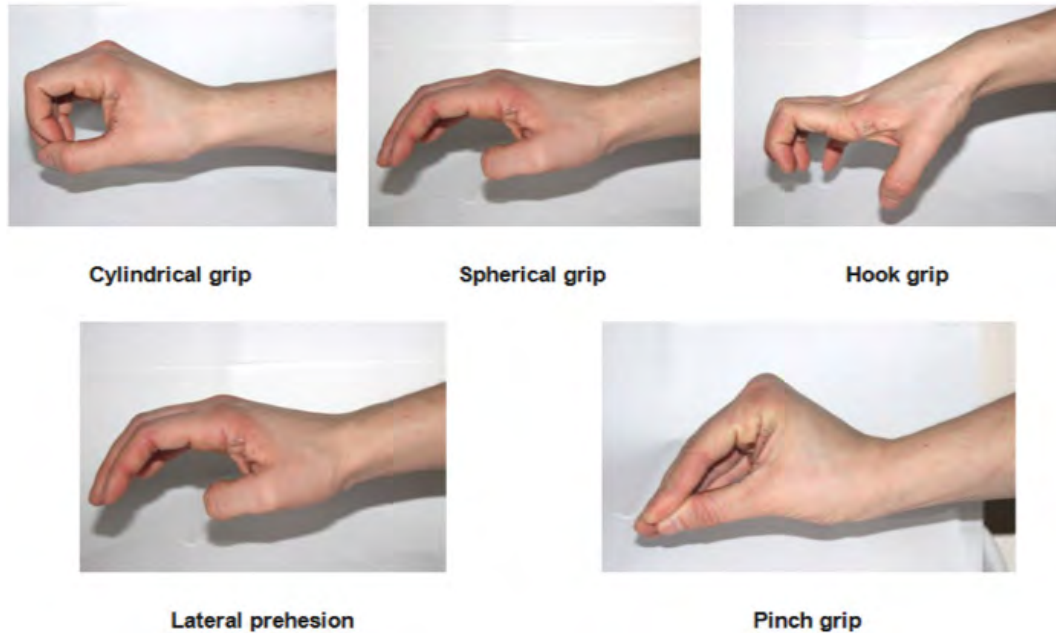 Cylindrical grip
Spherical grip
Hook grip
Lateral prehesion
Pinch grip